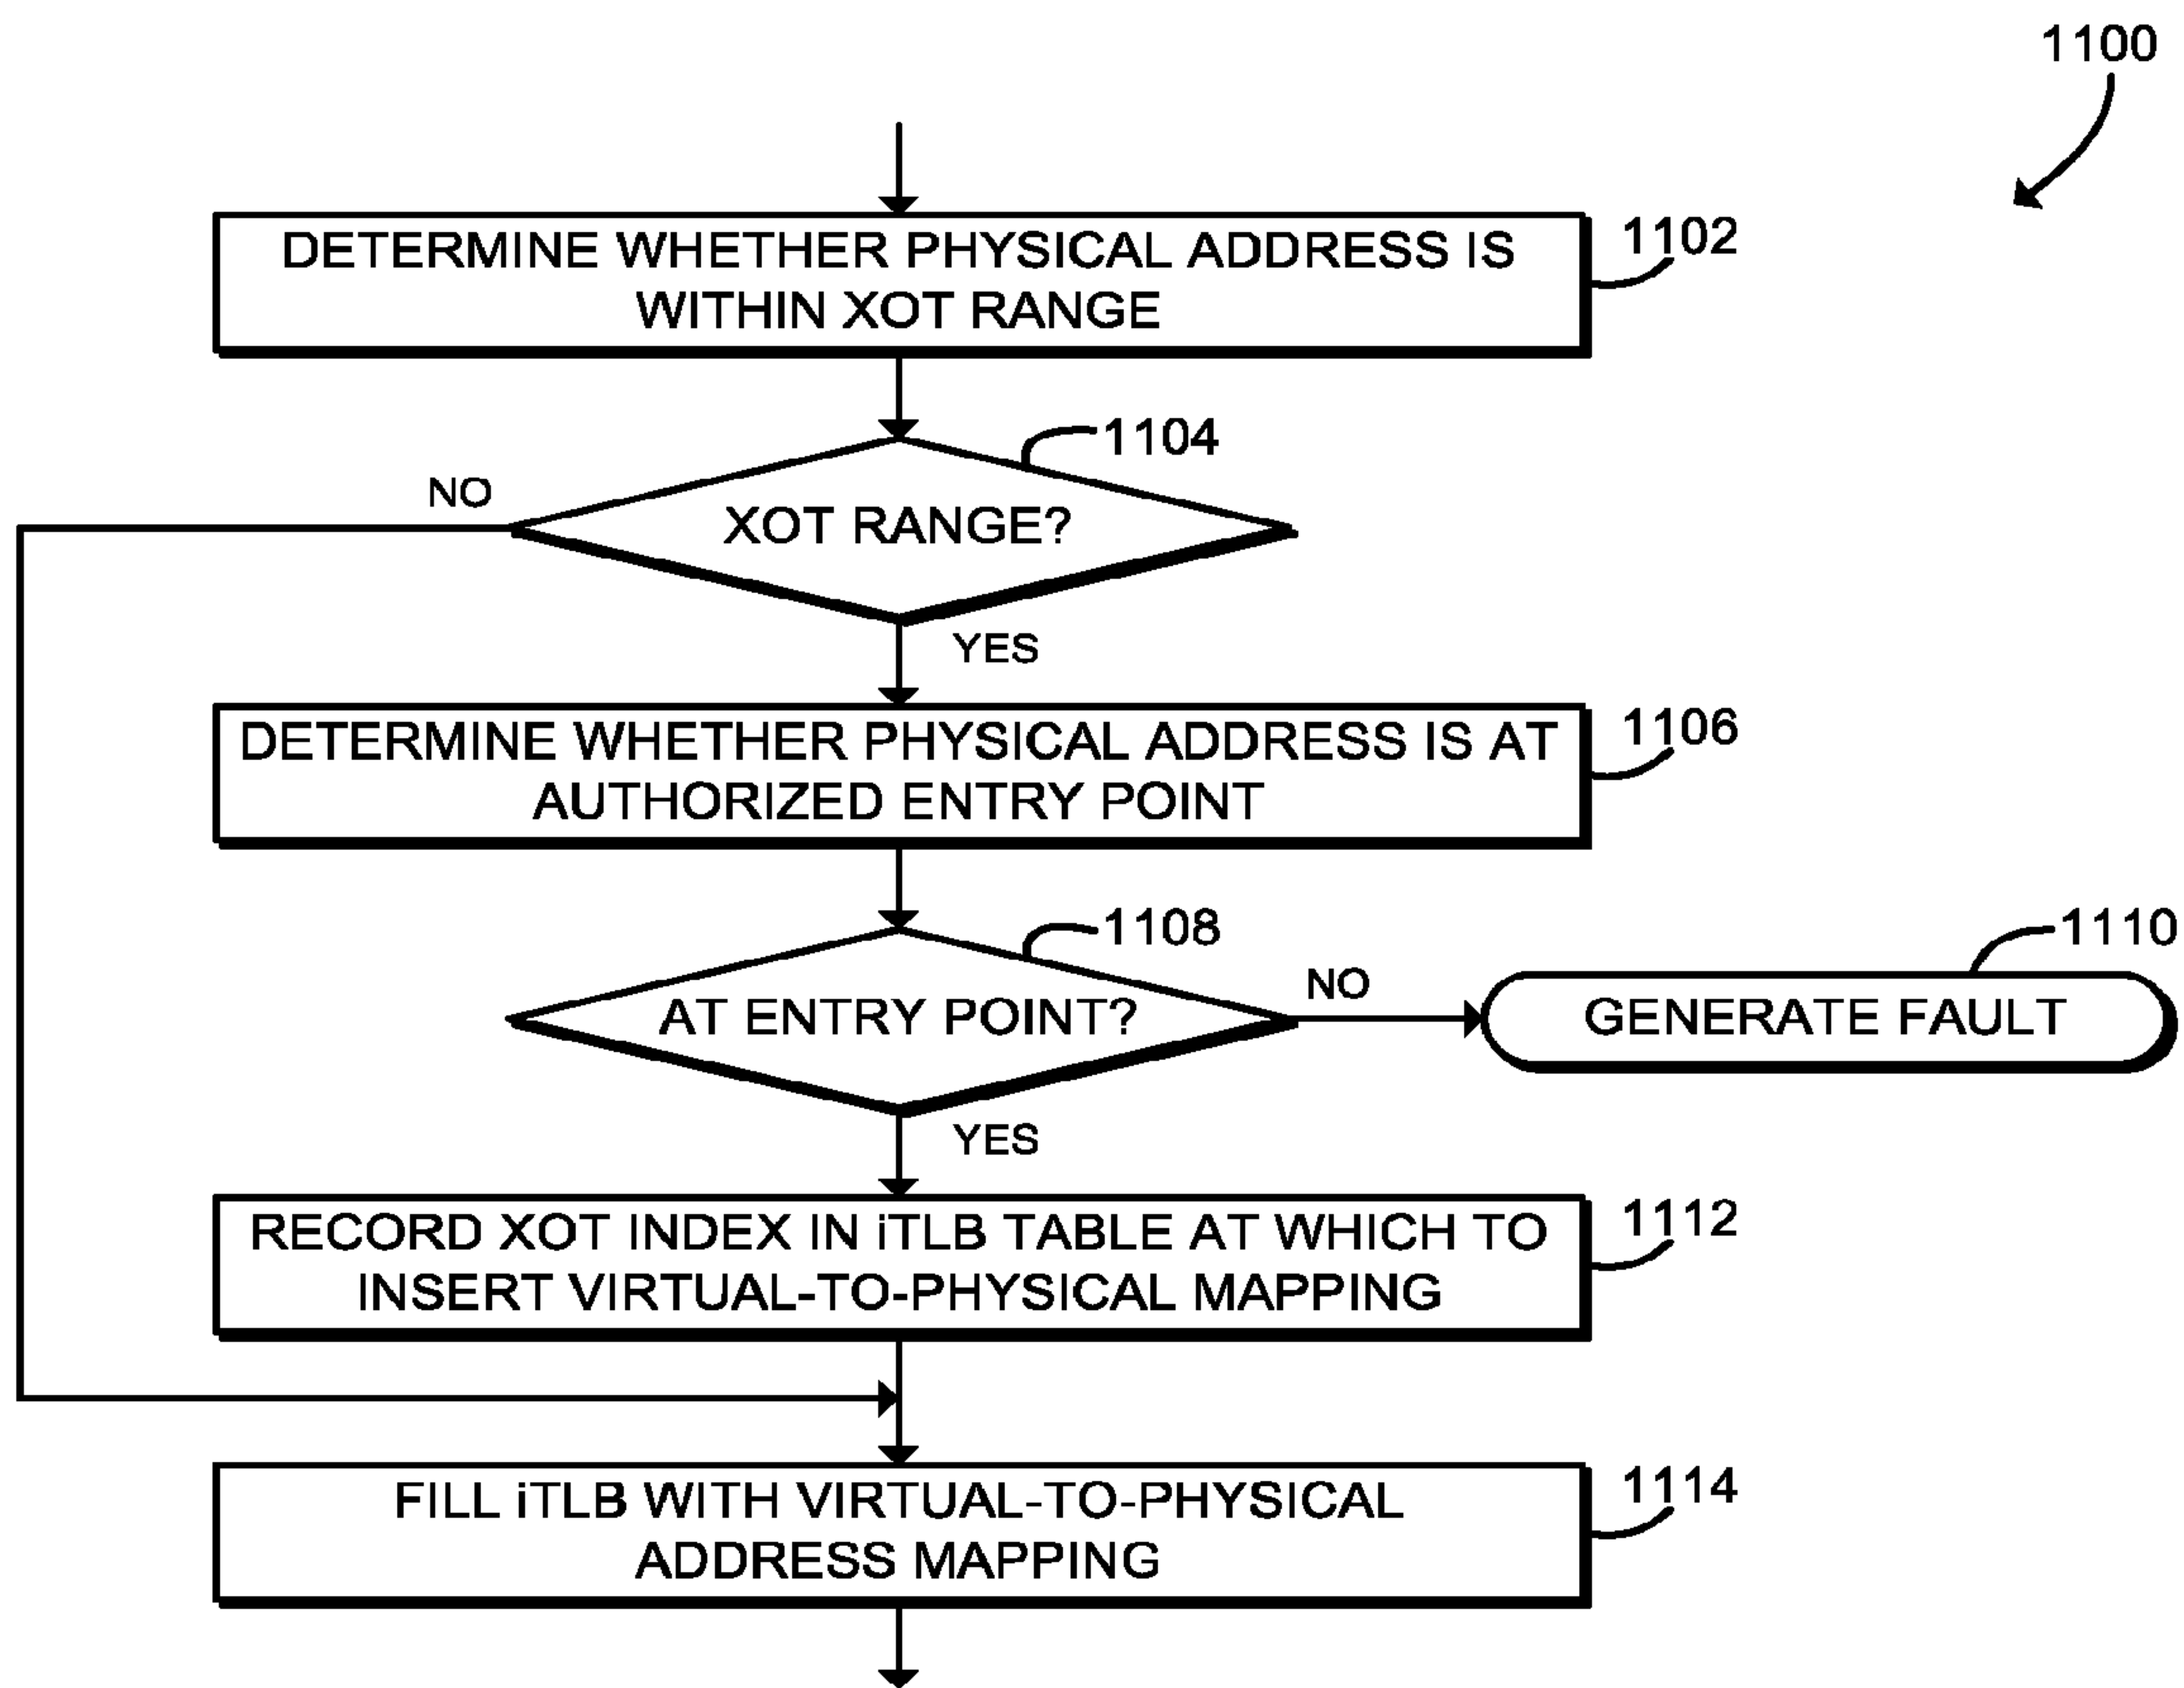 1100
DETERMINE WHETHER PHYSICAL ADDRESS IS
WITHIN XOT RANGE
1102
1104
NO
XOT RANGE?
YES
DETERMINE WHETHER PHYSICAL ADDRESS IS AT
AUTHORIZED ENTRY POINT
1106
1108
AT ENTRY POINT?
NO
1110
GENERATE FAULT
YES
RECORD XOT INDEX IN iTLB TABLE AT WHICH TO
INSERT VIRTUAL-TO-PHYSICAL MAPPING
1112
FILL iTLB WITH VIRTUAL-TO-PHYSICAL
ADDRESS MAPPING
1114